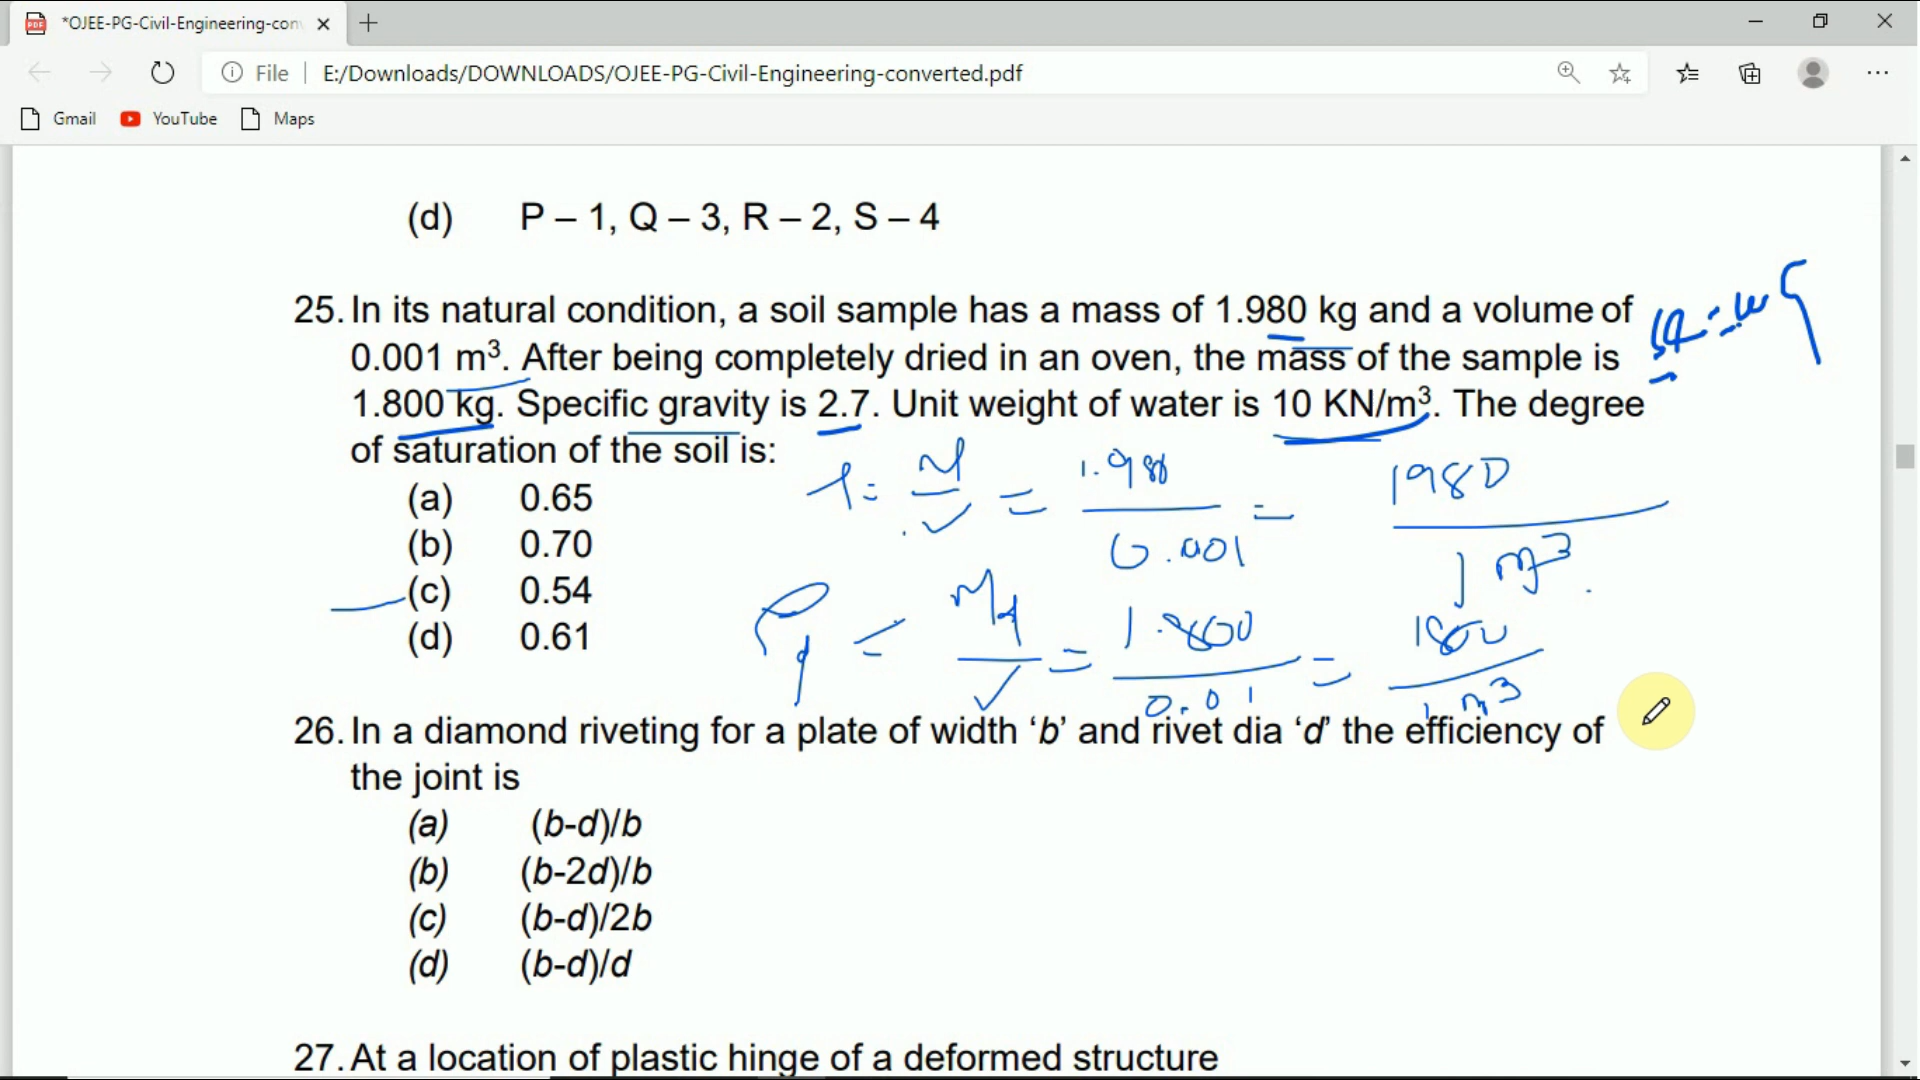 *OJEE-PG-Civil-Engineering-con
File E:/Downloads/DOWNLOADS/OJEE-PG-Civil-Engineering-converted.pdf
Gmail YouTube Maps
(d) P – 1, Q – 3, R – 2, S – 4
25. In its natural condition, a soil sample has a mass of 1.980 kg and a volume of
0.001 m³. After being completely dried in an oven, the mass of the sample is
1.800 kg. Specific gravity is 2.7. Unit weight of water is 10 KN/m³. The degree
of saturation of the soil is:
= = 1.980 / 0.001 = 1980 / 1 m³
(a) 0.65
(b) 0.70
(c) 0.54
(d) 0.61
ρd = Md / V = 1.800 / 0.01 = 1800 / 1 m³
26. In a diamond riveting for a plate of width ‘b’ and rivet dia ‘d’ the efficiency of
the joint is
(a) (b-d)/b
(b) (b-2d)/b
(c) (b-d)/2b
(d) (b-d)/d
27. At a location of plastic hinge of a deformed structure